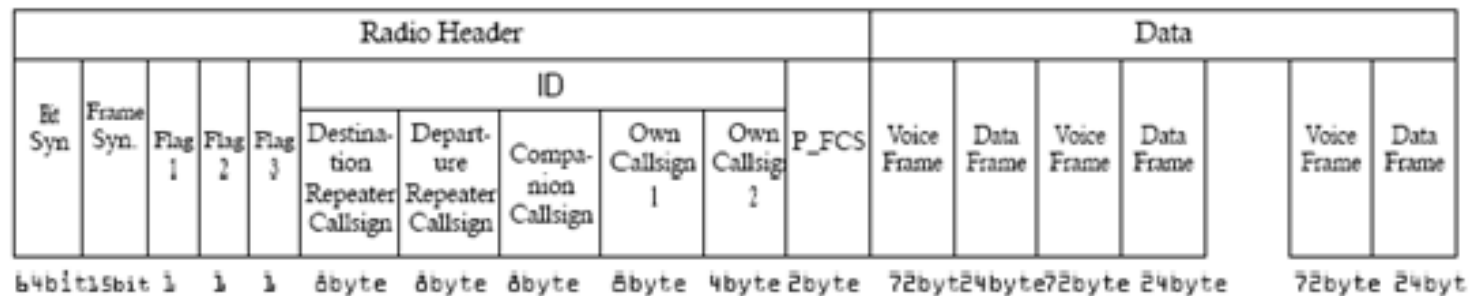 Radio Header Data
ID
Bit Syn
Frame Syn.
Flag 1
Flag 2
Flag 3
Destina-
tion
Repeater
Callsign
Depart-
ure
Repeater
Callsign
Compa-
nion
Callsign
Own
Callsign
1
Own
Callsig
2
P_FCS
Voice
Frame
Data
Frame
Voice
Frame
Data
Frame
Voice
Frame
Data
Frame
64bit 15bit 1 1 1 8byte 8byte 8byte 8byte 4byte 2byte 72byt 24byte 72byte 24byte 72byte 24byt